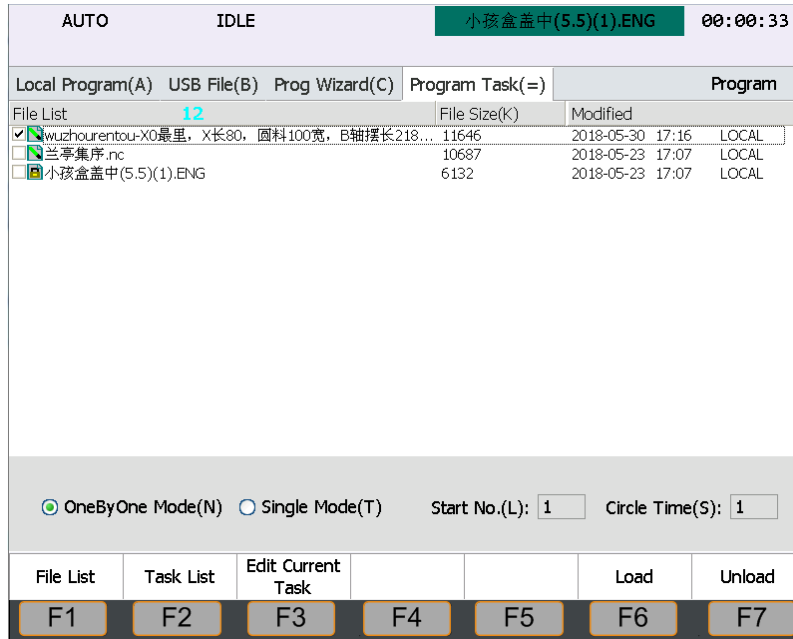 AUTO IDLE 小孩盒盖中(5.5)(1).ENG 00:00:33
Local Program(A) USB File(B) Prog Wizard(C) Program Task(=) Program
File List 12 File Size(K) Modified
wuzhourentou-X0最里，X长80，圆料100宽，B轴摆长218... 11646 2018-05-30 17:16 LOCAL
兰亭集序.nc 10687 2018-05-23 17:07 LOCAL
小孩盒盖中(5.5)(1).ENG 6132 2018-05-23 17:07 LOCAL
OneByOne Mode(N) Single Mode(T) Start No.(L): 1 Circle Time(S): 1
File List Task List Edit Current Task Load Unload
F1 F2 F3 F4 F5 F6 F7